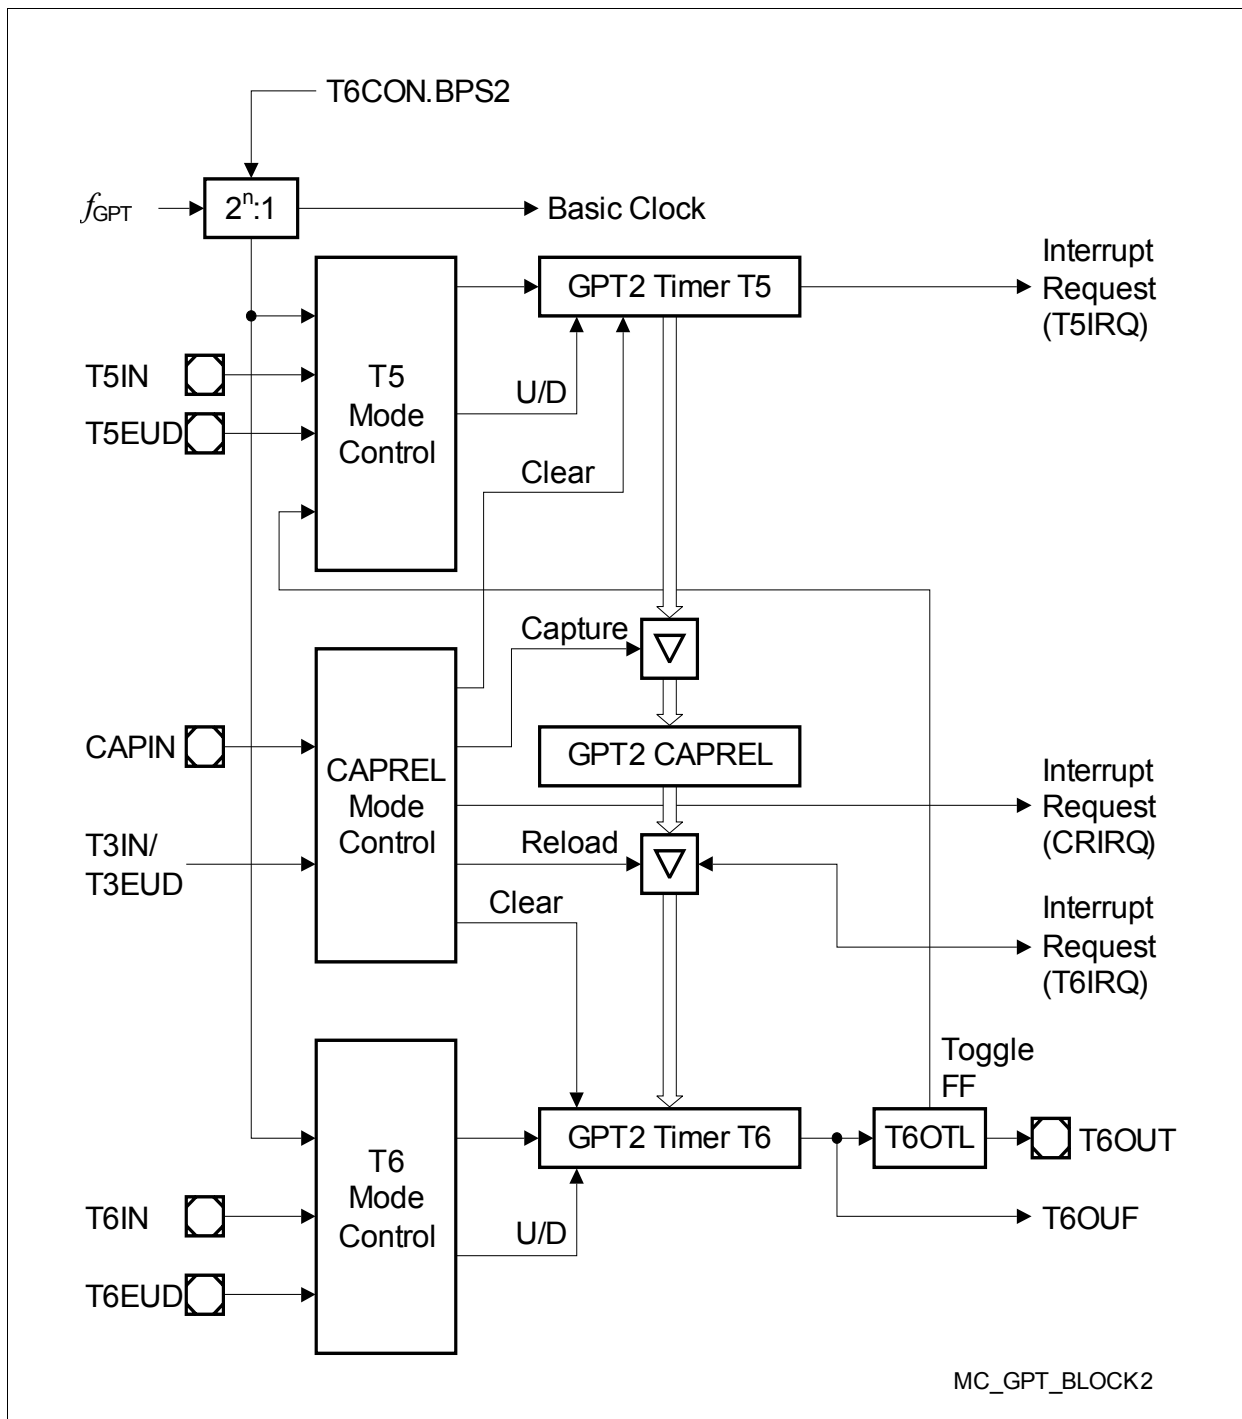 T6CON.BPS2
fGPT
2ⁿ:1
Basic Clock
Interrupt
Request
(T5IRQ)
GPT2 Timer T5
T5IN
T5EUD
T5
Mode
Control
U/D
Clear
Capture
CAPIN
T3IN/
T3EUD
CAPREL
Mode
Control
GPT2 CAPREL
Interrupt
Request
(CRIRQ)
Reload
Clear
Interrupt
Request
(T6IRQ)
Toggle
FF
T6
Mode
Control
GPT2 Timer T6
T6OTL
T6OUT
T6IN
T6EUD
U/D
T6OUF
MC_GPT_BLOCK2